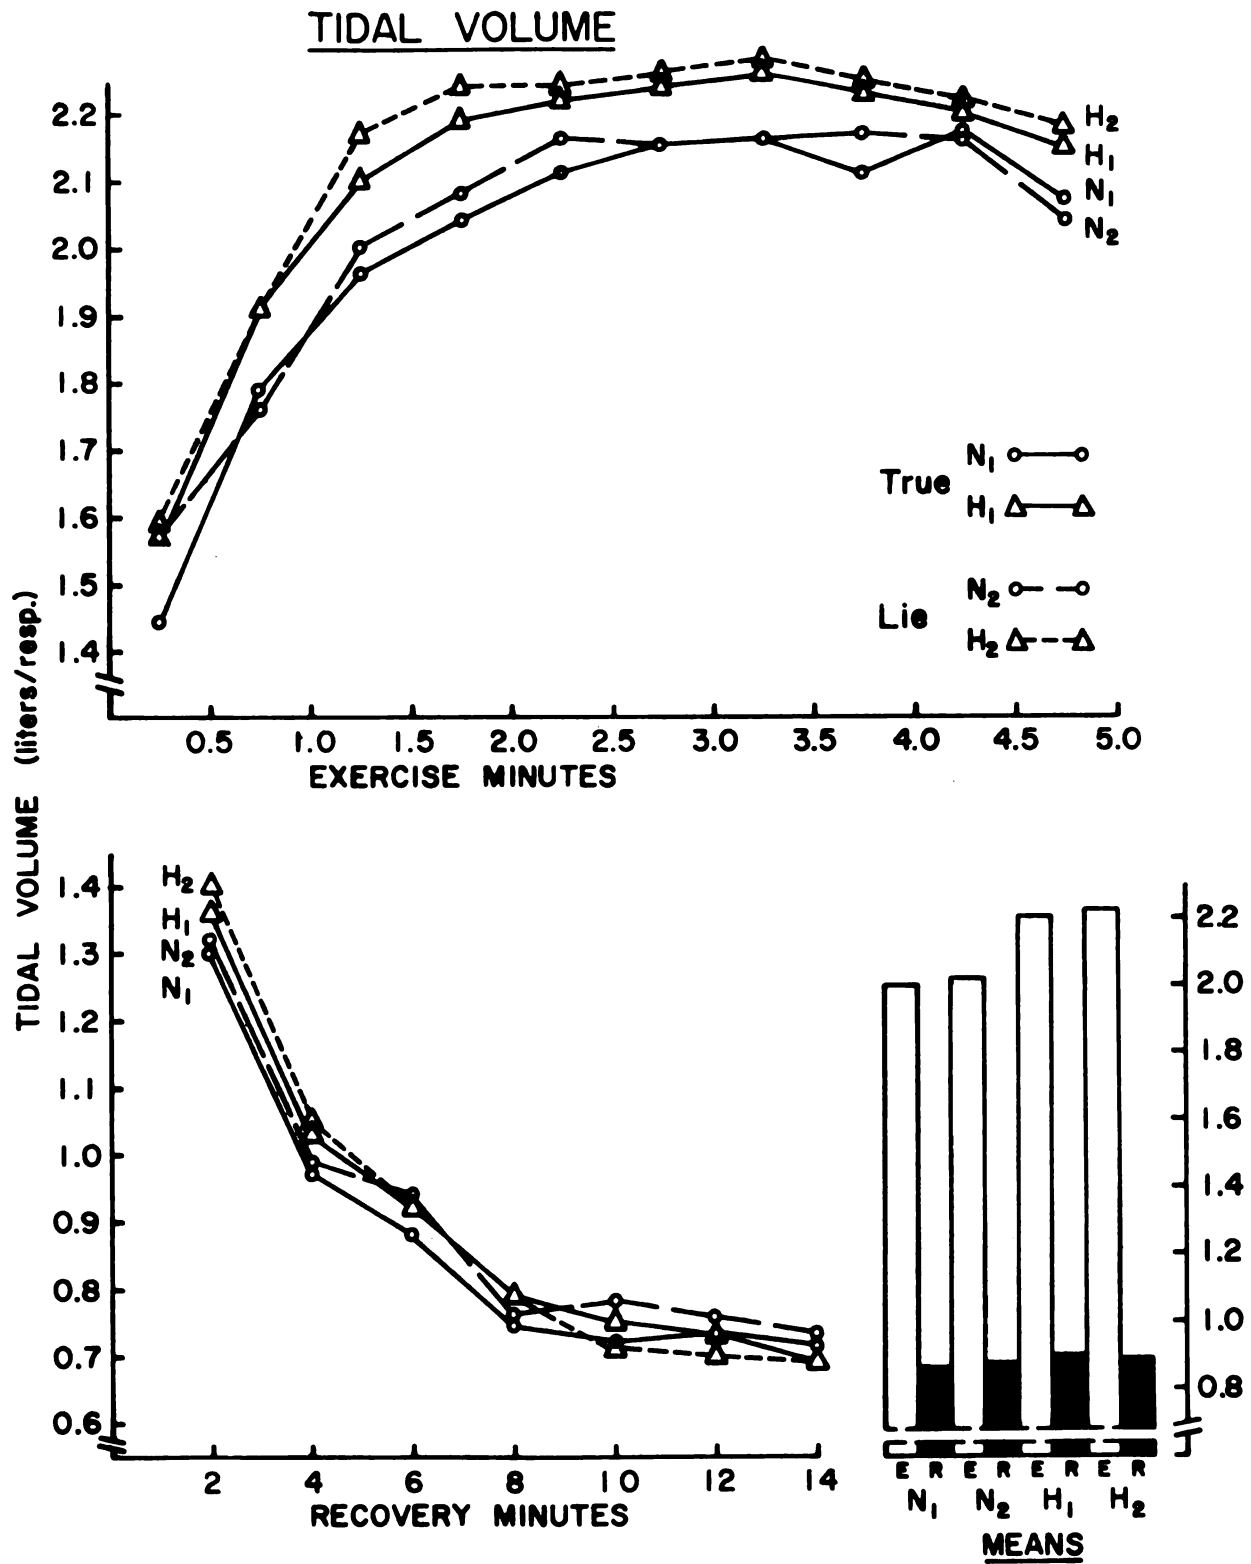 TIDAL VOLUME
2.2
2.1
2.0
1.9
1.8
1.7
1.6
1.5
1.4
H2
H1
N1
N2
True
N1
H1
Lie
N2
H2
0.5 1.0 1.5 2.0 2.5 3.0 3.5 4.0 4.5 5.0
EXERCISE MINUTES
TIDAL VOLUME (liters/resp.)
1.4
1.3
1.2
1.1
1.0
0.9
0.8
0.7
0.6
H2
H1
N2
N1
2 4 6 8 10 12 14
RECOVERY MINUTES
2.2
2.0
1.8
1.6
1.4
1.2
1.0
0.8
E R E R E R E R
N1 N2 H1 H2
MEANS